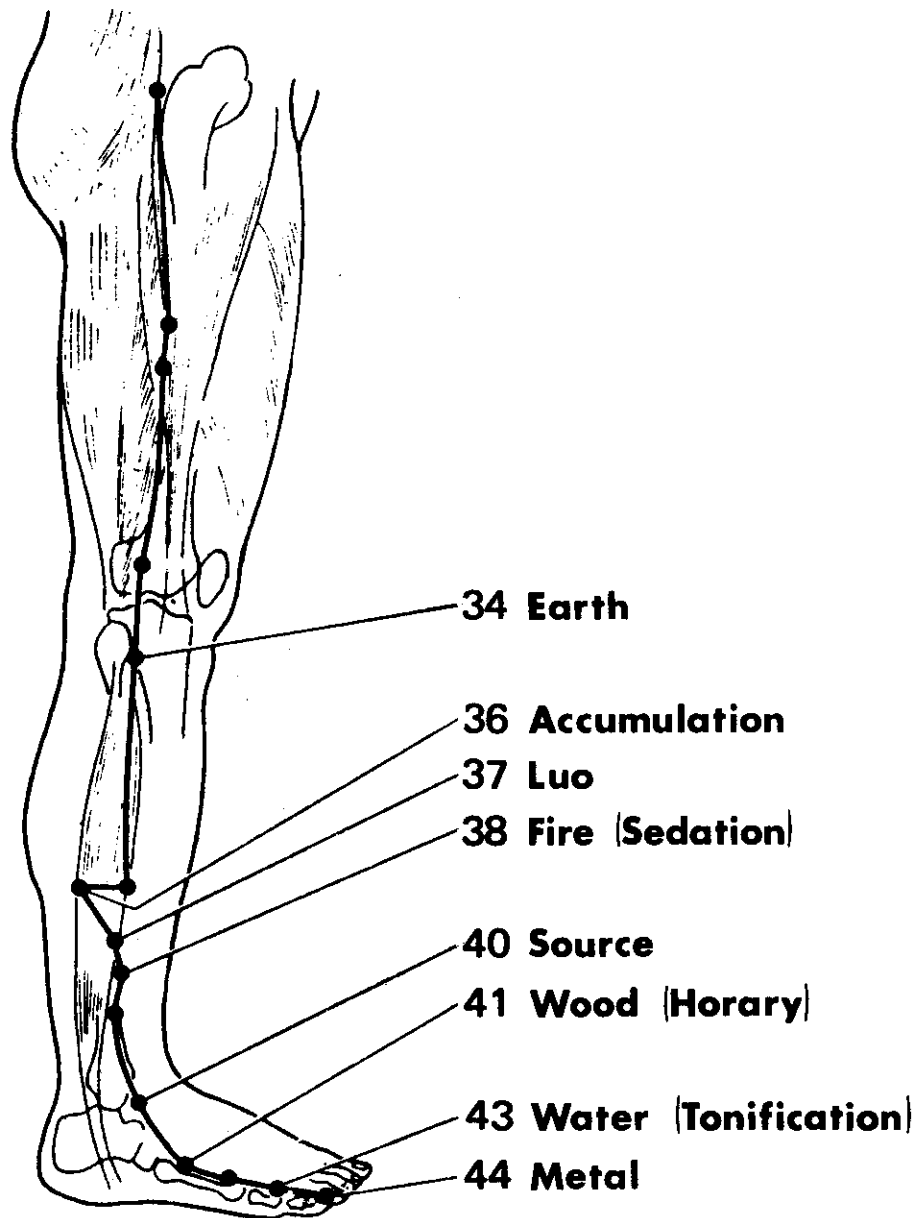 34 Earth
36 Accumulation
37 Luo
38 Fire (Sedation)
40 Source
41 Wood (Horary)
43 Water (Tonification)
44 Metal